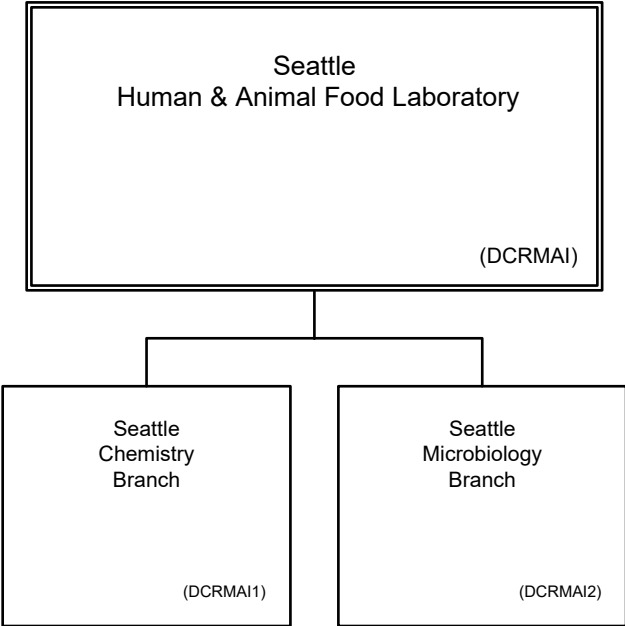 Seattle
Human & Animal Food Laboratory
(DCRMAI)
Seattle
Chemistry
Branch
(DCRMAI1)
Seattle
Microbiology
Branch
(DCRMAI2)